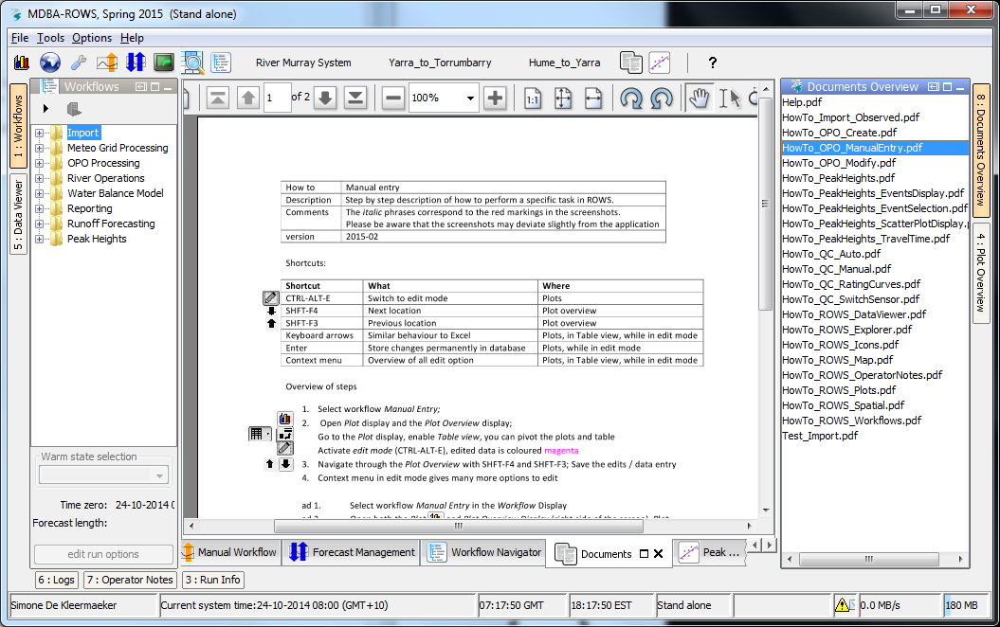 MDBA-ROWS, Spring 2015 (Stand alone)
File Tools Options Help
River Murray System Yarra_to_Torrumbarry Hume_to_Yarra ?
1 : Workflows
5 : Data Viewer
Workflows
Import
Meteo Grid Processing
OPO Processing
River Operations
Water Balance Model
Reporting
Runoff Forecasting
Peak Heights
Warm state selection
Time zero: 24-10-2014 0
Forecast length:
edit run options
1 of 2 100% 1:1
How to Manual entry
Description Step by step description of how to perform a specific task in ROWS.
Comments The italic phrases correspond to the red markings in the screenshots.
Please be aware that the screenshots may deviate slightly from the application
version 2015-02
Shortcuts:
Shortcut What Where
CTRL-ALT-E Switch to edit mode Plots
SHFT-F4 Next location Plot overview
SHFT-F3 Previous location Plot overview
Keyboard arrows Similar behaviour to Excel Plots, in Table view, while in edit mode
Enter Store changes permanently in database Plots, while in edit mode
Context menu Overview of all edit option Plots, in Table view, while in edit mode
Overview of steps
1. Select workflow Manual Entry;
2. Open Plot display and the Plot Overview display;
Go to the Plot display, enable Table view, you can pivot the plots and table
Activate edit mode (CTRL-ALT-E), edited data is coloured magenta
3. Navigate through the Plot Overview with SHFT-F4 and SHFT-F3; Save the edits / data entry
4. Context menu in edit mode gives many more options to edit
ad 1. Select workflow Manual Entry in the Workflow Display
ad 2. Open both the Plot and Plot Overview Display (right side of the screen). Plot
Manual Workflow Forecast Management Workflow Navigator Documents Peak ...
Documents Overview
Help.pdf
HowTo_Import_Observed.pdf
HowTo_OPO_Create.pdf
HowTo_OPO_ManualEntry.pdf
HowTo_OPO_Modify.pdf
HowTo_PeakHeights.pdf
HowTo_PeakHeights_EventsDisplay.pdf
HowTo_PeakHeights_EventSelection.pdf
HowTo_PeakHeights_ScatterPlotDisplay.p
HowTo_PeakHeights_TravelTime.pdf
HowTo_QC_Auto.pdf
HowTo_QC_Manual.pdf
HowTo_QC_RatingCurves.pdf
HowTo_QC_SwitchSensor.pdf
HowTo_ROWS_DataViewer.pdf
HowTo_ROWS_Explorer.pdf
HowTo_ROWS_Icons.pdf
HowTo_ROWS_Map.pdf
HowTo_ROWS_OperatorNotes.pdf
HowTo_ROWS_Plots.pdf
HowTo_ROWS_Spatial.pdf
HowTo_ROWS_Workflows.pdf
Test_Import.pdf
8 : Documents Overview
4 : Plot Overview
6 : Logs 7 : Operator Notes 3 : Run Info
Simone De Kleermaeker Current system time:24-10-2014 08:00 (GMT+10) 07:17:50 GMT 18:17:50 EST Stand alone 0.0 MB/s 180 MB